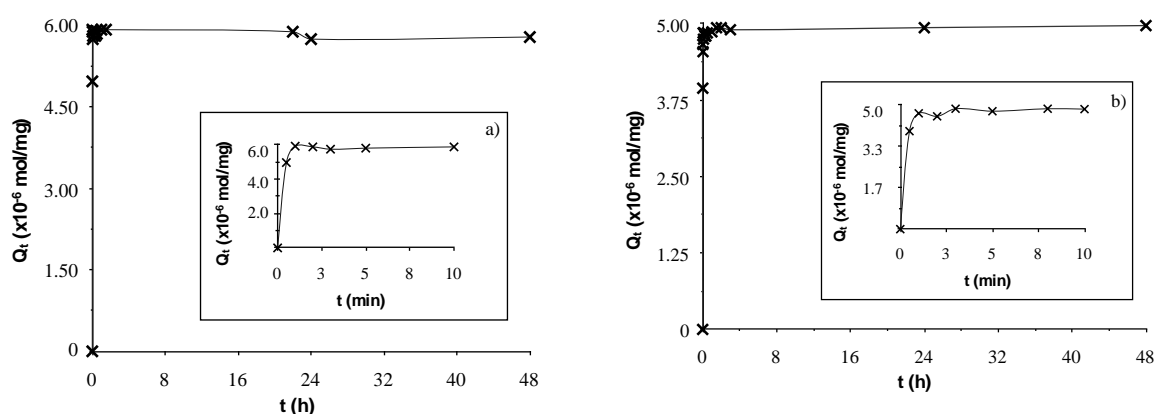 6.00
4.50
3.00
1.50
0
Qt (x10-6 mol/mg)
0 8 16 24 32 40 48
t (h)
a)
6.0
4.0
2.0
Qt (x10-6 mol/mg)
0 3 5 8 10
t (min)
5.00
3.75
2.50
1.25
0
Qt (x10-6 mol/mg)
0 8 16 24 32 40 48
t (h)
b)
5.0
3.3
1.7
Qt (x10-6 mol/mg)
0 3 5 8 10
t (min)